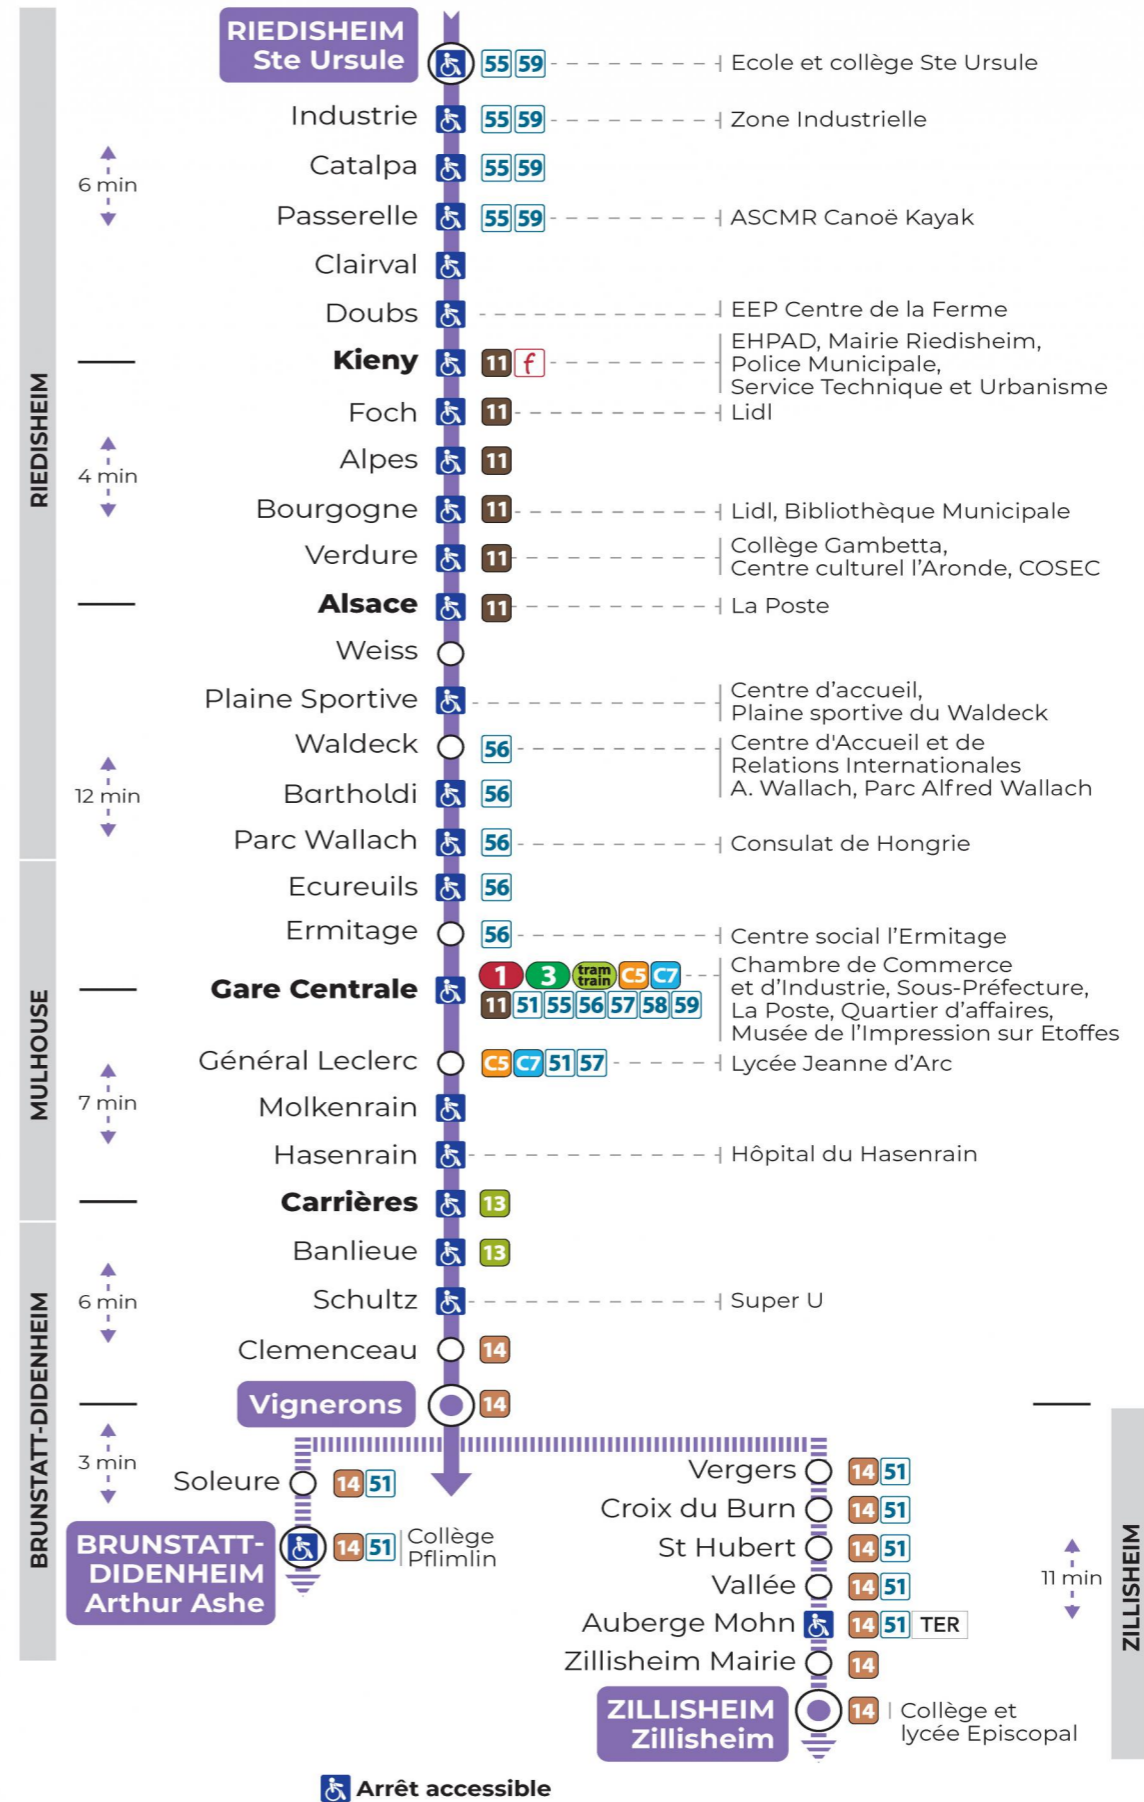 RIEDISHEIM
Ste Ursule
55 59
Ecole et collège Ste Ursule
Industrie
55 59
Zone Industrielle
Catalpa
55 59
6 min
Passerelle
55 59
ASCMR Canoë Kayak
Clairval
Doubs
EEP Centre de la Ferme
Kieny
11 f
EHPAD, Mairie Riedisheim,
Police Municipale,
Service Technique et Urbanisme
Foch
11
Lidl
RIEDISHEIM
Alpes
11
4 min
Bourgogne
11
Lidl, Bibliothèque Municipale
Verdure
11
Collège Gambetta,
Centre culturel l'Aronde, COSEC
Alsace
11
La Poste
Weiss
Plaine Sportive
Centre d'accueil,
Plaine sportive du Waldeck
Waldeck
56
Centre d'Accueil et de
Relations Internationales
A. Wallach, Parc Alfred Wallach
12 min
Bartholdi
56
Parc Wallach
56
Consulat de Hongrie
Ecureuils
56
Ermitage
56
Centre social l'Ermitage
Gare Centrale
1 3 tram train C5 C7
11 51 55 56 57 58 59
Chambre de Commerce
et d'Industrie, Sous-Préfecture,
La Poste, Quartier d'affaires,
Musée de l'Impression sur Etoffes
MULHOUSE
Général Leclerc
C5 C7 51 57
Lycée Jeanne d'Arc
7 min
Molkenrain
Hasenrain
Hôpital du Hasenrain
Carrières
13
Banlieue
13
6 min
Schultz
Super U
Clemenceau
14
Vignerons
14
BRUNSTATT-DIDENHEIM
3 min
Soleure
14 51
BRUNSTATT-
DIDENHEIM
Arthur Ashe
14 51
Collège
Pflimlin
Vergers
14 51
Croix du Burn
14 51
St Hubert
14 51
Vallée
14 51
11 min
Auberge Mohn
14 51 TER
Zillisheim Mairie
14
ZILLISHEIM
Zillisheim
14
Collège et
lycée Episcopal
ZILLISHEIM
Arrêt accessible